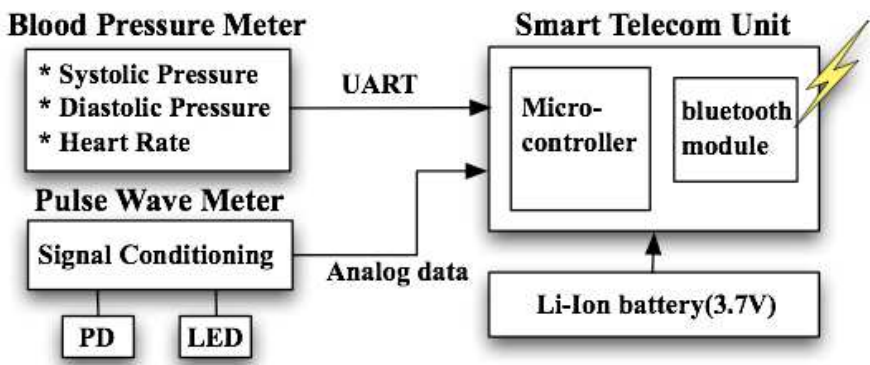 Blood Pressure Meter
* Systolic Pressure
* Diastolic Pressure
* Heart Rate
UART
Smart Telecom Unit
Micro-
controller
bluetooth
module
Pulse Wave Meter
Signal Conditioning
Analog data
PD
LED
Li-Ion battery(3.7V)